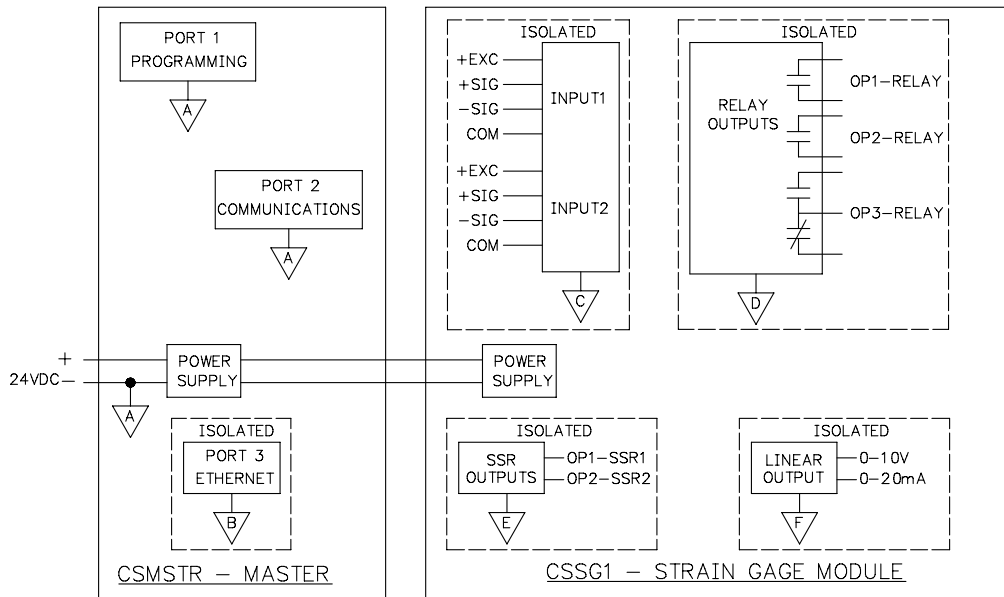 PORT 1
PROGRAMMING
A
PORT 2
COMMUNICATIONS
A
+
24VDC
−
POWER
SUPPLY
A
ISOLATED
PORT 3
ETHERNET
B
CSMSTR – MASTER
ISOLATED
+EXC
+SIG
−SIG
COM
INPUT1
+EXC
+SIG
−SIG
COM
INPUT2
C
ISOLATED
RELAY
OUTPUTS
OP1−RELAY
OP2−RELAY
OP3−RELAY
D
POWER
SUPPLY
ISOLATED
SSR
OUTPUTS
OP1−SSR1
OP2−SSR2
E
ISOLATED
LINEAR
OUTPUT
0−10V
0−20mA
F
CSSG1 – STRAIN GAGE MODULE